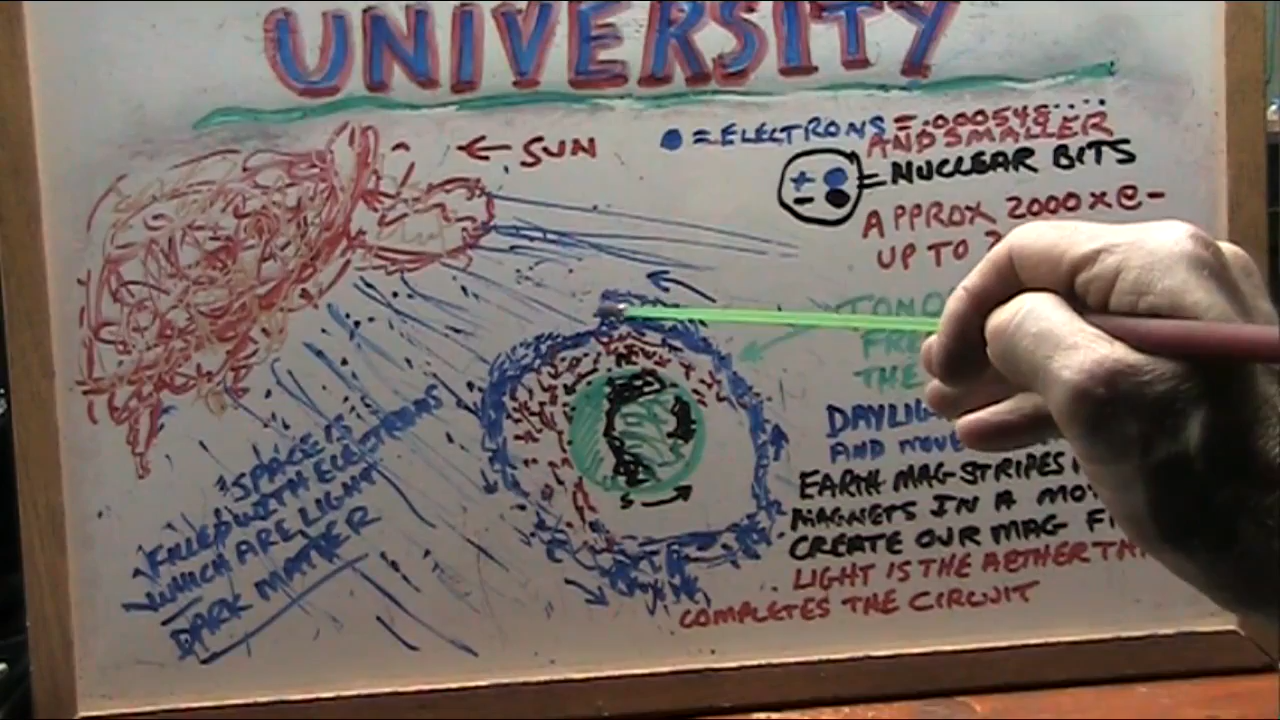 UNIVERSITY
← SUN
● = ELECTRONS = .000548....
AND SMALLER
+ - = NUCLEAR BITS
APPROX 2000 X e-
UP TO
THE
AND MOVE
EARTH MAG STRIPES
MAGNETS IN A
CREATE OUR MAG
LIGHT IS THE AETHER
COMPLETES THE CIRCUIT
SPACE IS
FILLED WITH ELECTRONS
WHICH ARE LIGHT
DARK MATTER
N
S